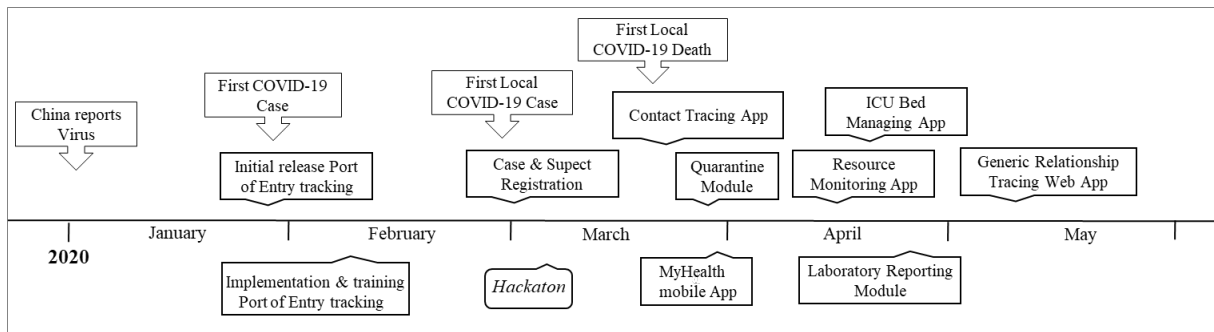 First Local
COVID-19 Death
First COVID-19
Case
First Local
COVID-19 Case
China reports
Virus
Contact Tracing App
ICU Bed
Managing App
Initial release Port
of Entry tracking
Case & Supect
Registration
Quarantine
Module
Resource
Monitoring App
Generic Relationship
Tracing Web App
January
February
March
April
May
2020
Implementation & training
Port of Entry tracking
Hackaton
MyHealth
mobile App
Laboratory Reporting
Module